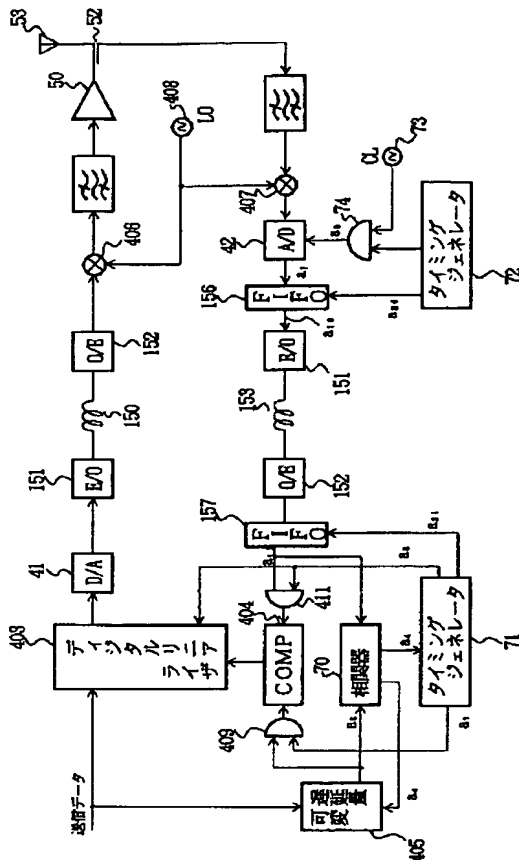 53
52
50
408
LO
406
407
CL
73
74
42
A/D
タイミング
ジェネレータ
72
156
FIFO
O/E
152
150
E/O
151
153
41
D/A
157
FIFO
O/E
152
E/O
151
403
ディジタルリニア
ライザ
404
411
COMP
409
70
相関器
タイミング
ジェネレータ
71
送信データ
遅延量
可変
405